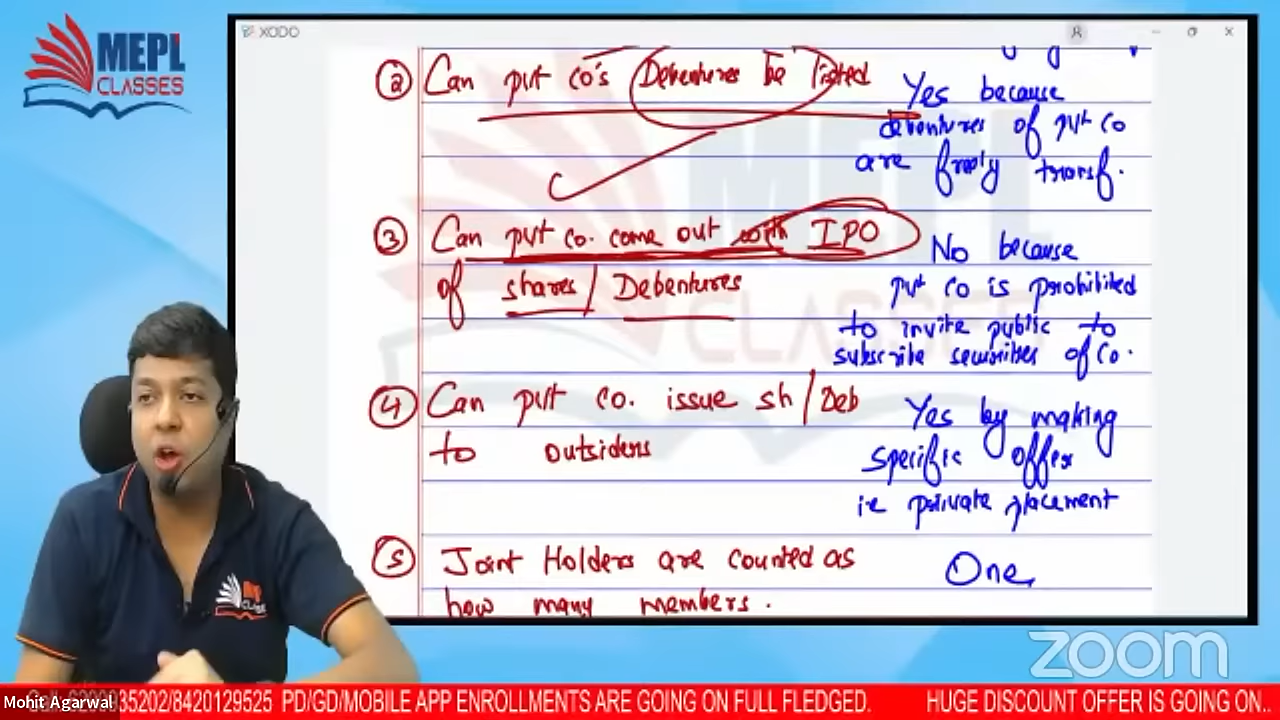 MEPL
CLASSES
XODO
② Can pvt co's Debentures be listed
Yes because
debentures of pvt co
are freely transf.
③ Can pvt co. come out with IPO
of shares/ Debentures
No because
pvt co is prohibited
to invite public to
subscribe securities of Co.
④ Can pvt co. issue sh/Deb
to outsiders
Yes by making
specific offer
ie private placement
⑤ Joint Holders are counted as
how many members.
One
MEPL
CLASSES
zoom
Mohit Agarwal
35202/8420129525 PD/GD/MOBILE APP ENROLLMENTS ARE GOING ON FULL FLEDGED. HUGE DISCOUNT OFFER IS GOING ON..